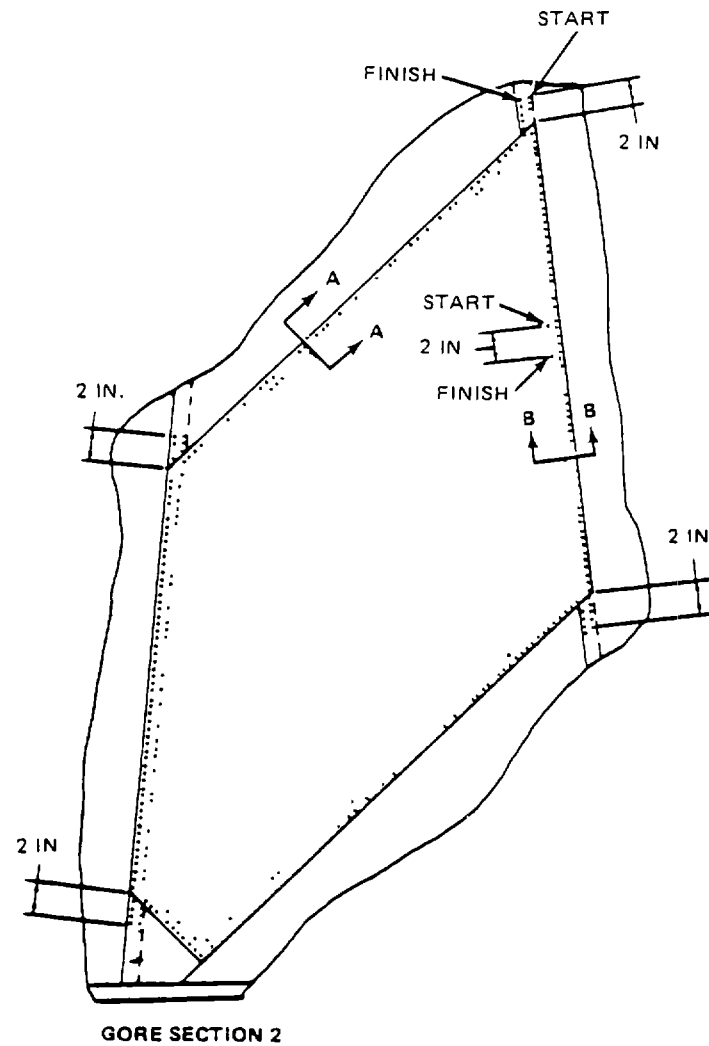 START
FINISH
2 IN
A
A
START
2 IN
FINISH
2 IN.
B
B
2 IN
2 IN
GORE SECTION 2